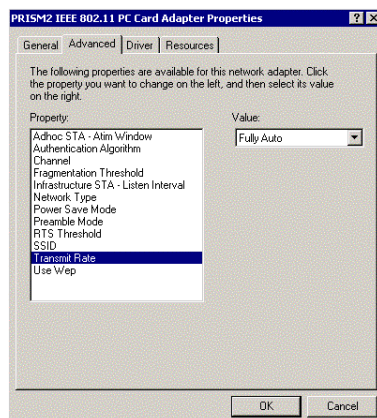 PRISM2 IEEE 802.11 PC Card Adapter Properties
General Advanced Driver Resources
The following properties are available for this network adapter. Click
the property you want to change on the left, and then select its value
on the right.
Property:
Value:
Adhoc STA - Atim Window
Fully Auto
Authentication Algorithm
Channel
Fragmentation Threshold
Infrastructure STA - Listen Interval
Network Type
Power Save Mode
Preamble Mode
RTS Threshold
SSID
Transmit Rate
Use Wep
OK Cancel